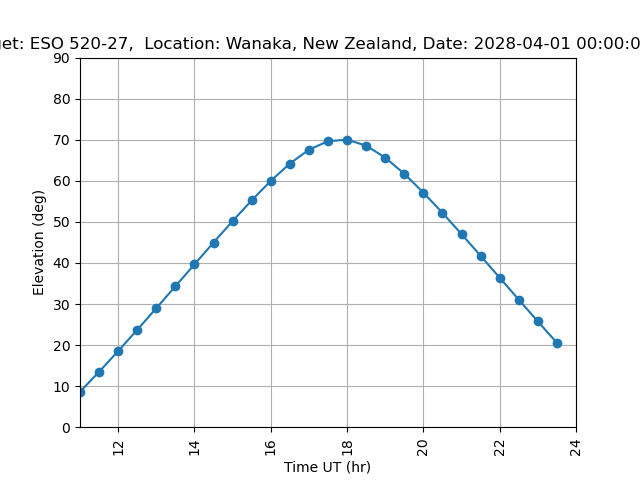 get: ESO 520-27, Location: Wanaka, New Zealand, Date: 2028-04-01 00:00:0
90
80
70
60
50
40
30
20
10
0
Elevation (deg)
12 14 16 18 20 22 24
Time UT (hr)